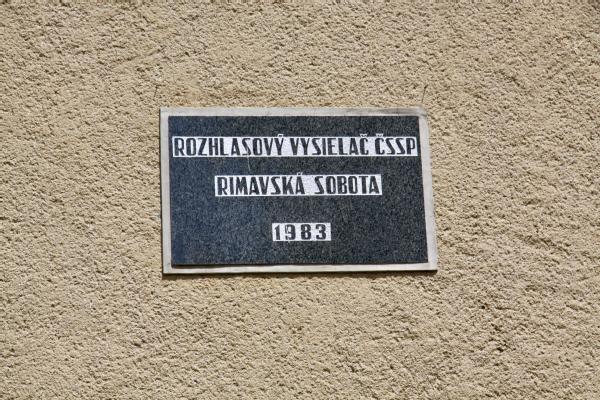 ROZHLASOVÝ VYSIELAČ ČSSP
RIMAVSKÁ SOBOTA
1983